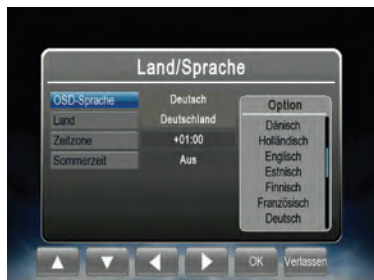 Land/Sprache
OSD-Sprache Deutsch
Land Deutschland
Zeitzone +01:00
Sommerzeit Aus
Option
Dänisch
Holländisch
Englisch
Estnisch
Finnisch
Französisch
Deutsch
OK Verlassen